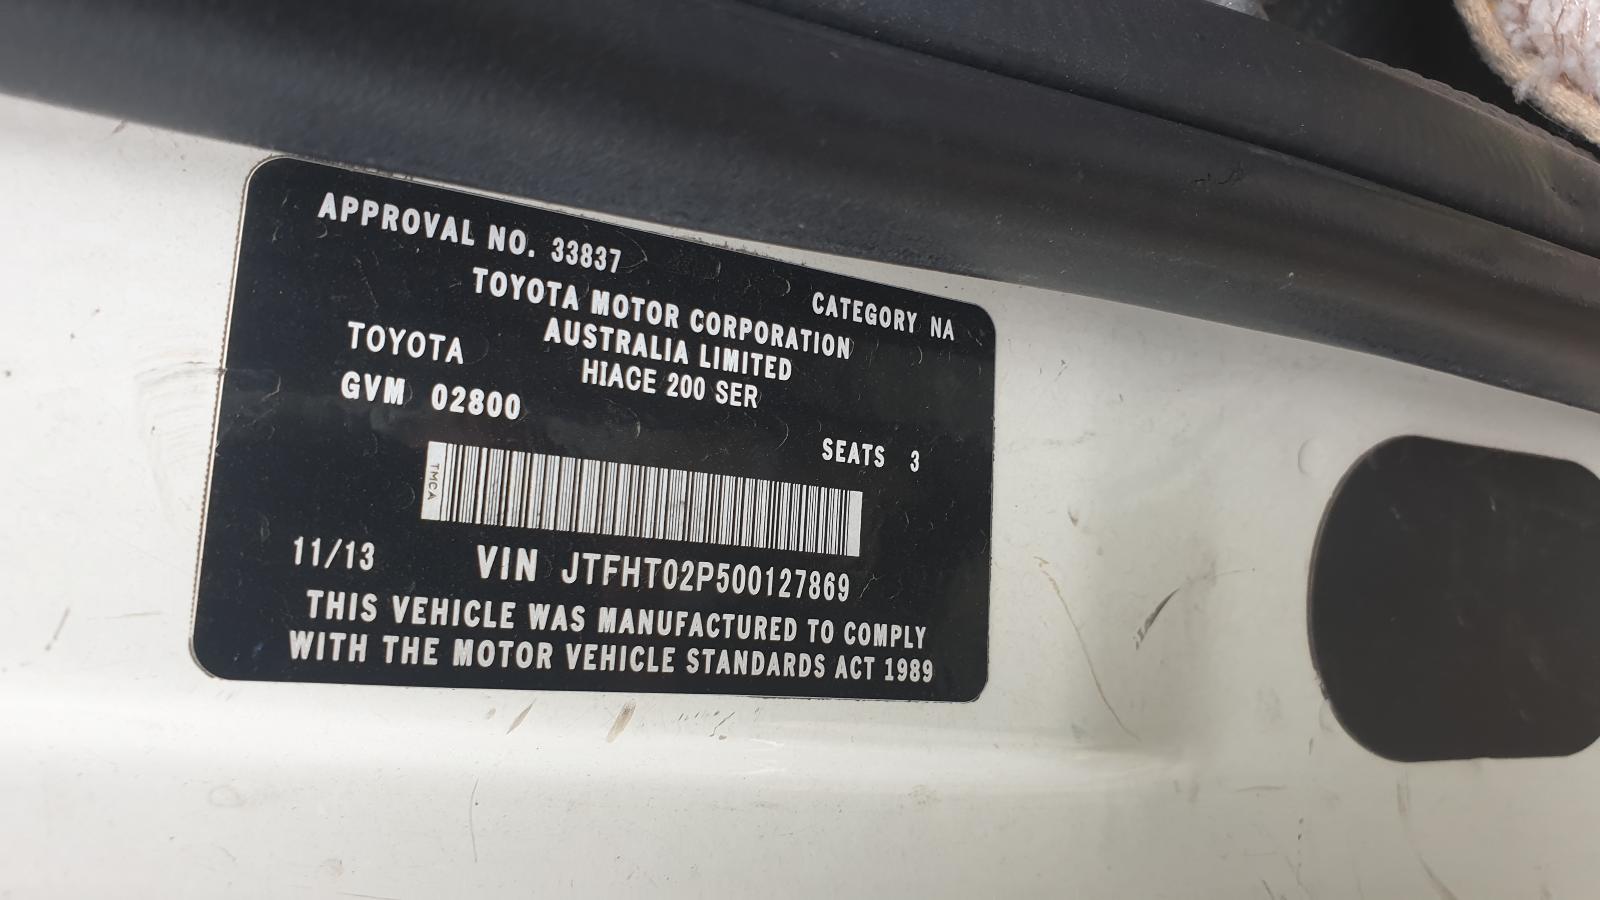 APPROVAL NO. 33837
CATEGORY NA
TOYOTA MOTOR CORPORATION
AUSTRALIA LIMITED
TOYOTA
HIACE 200 SER
GVM 02800
SEATS 3
TMCA
11/13 VIN JTFHT02P500127869
THIS VEHICLE WAS MANUFACTURED TO COMPLY
WITH THE MOTOR VEHICLE STANDARDS ACT 1989